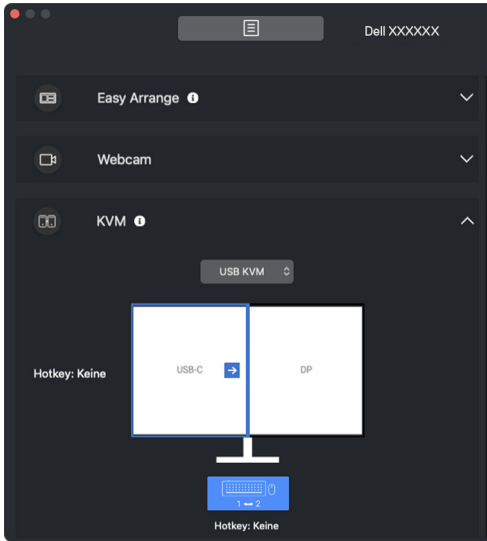 Dell XXXXXX
Easy Arrange
Webcam
KVM
USB KVM
Hotkey: Keine
USB-C
DP
1 2
Hotkey: Keine